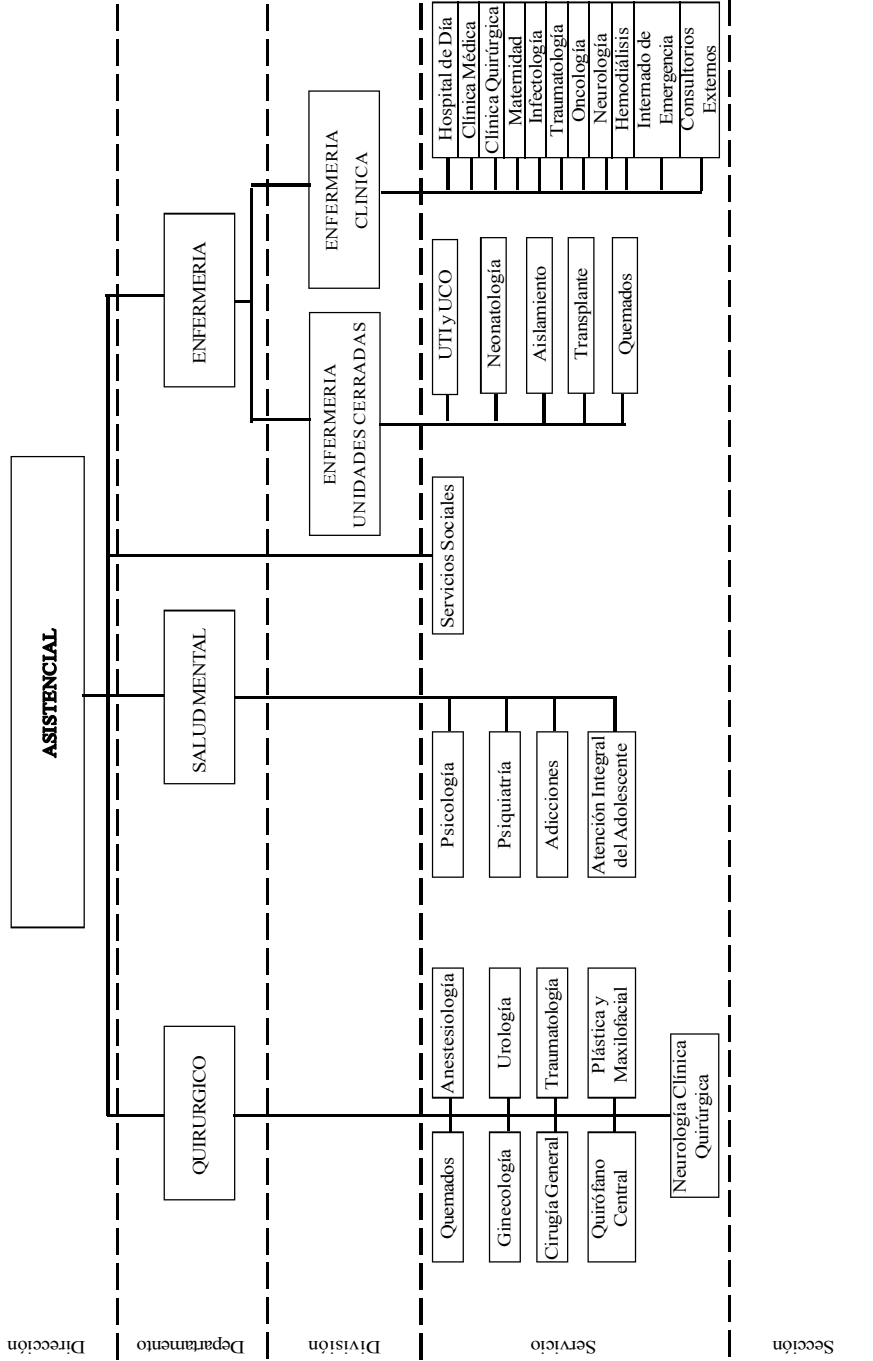 Dirección
Departamento
División
Servicio
Sección
ASISTENCIAL
QUIRURGICO
SALUD MENTAL
ENFERMERIA
ENFERMERIA
UNIDADES CERRADAS
ENFERMERIA
CLINICA
Quemados
Anestesiología
Ginecología
Urología
Cirugía General
Traumatología
Quirófano
Central
Plástica y
Maxilofacial
Neurología Clínica
Quirúrgica
Psicología
Psiquiatría
Adicciones
Atención Integral
del Adolescente
Servicios Sociales
UTI y UCO
Neonatología
Aislamiento
Transplante
Quemados
Hospital de Día
Clínica Médica
Clínica Quirúrgica
Maternidad
Infectología
Traumatología
Oncología
Neurología
Hemodiálisis
Internado de
Emergencia
Consultorios
Externos